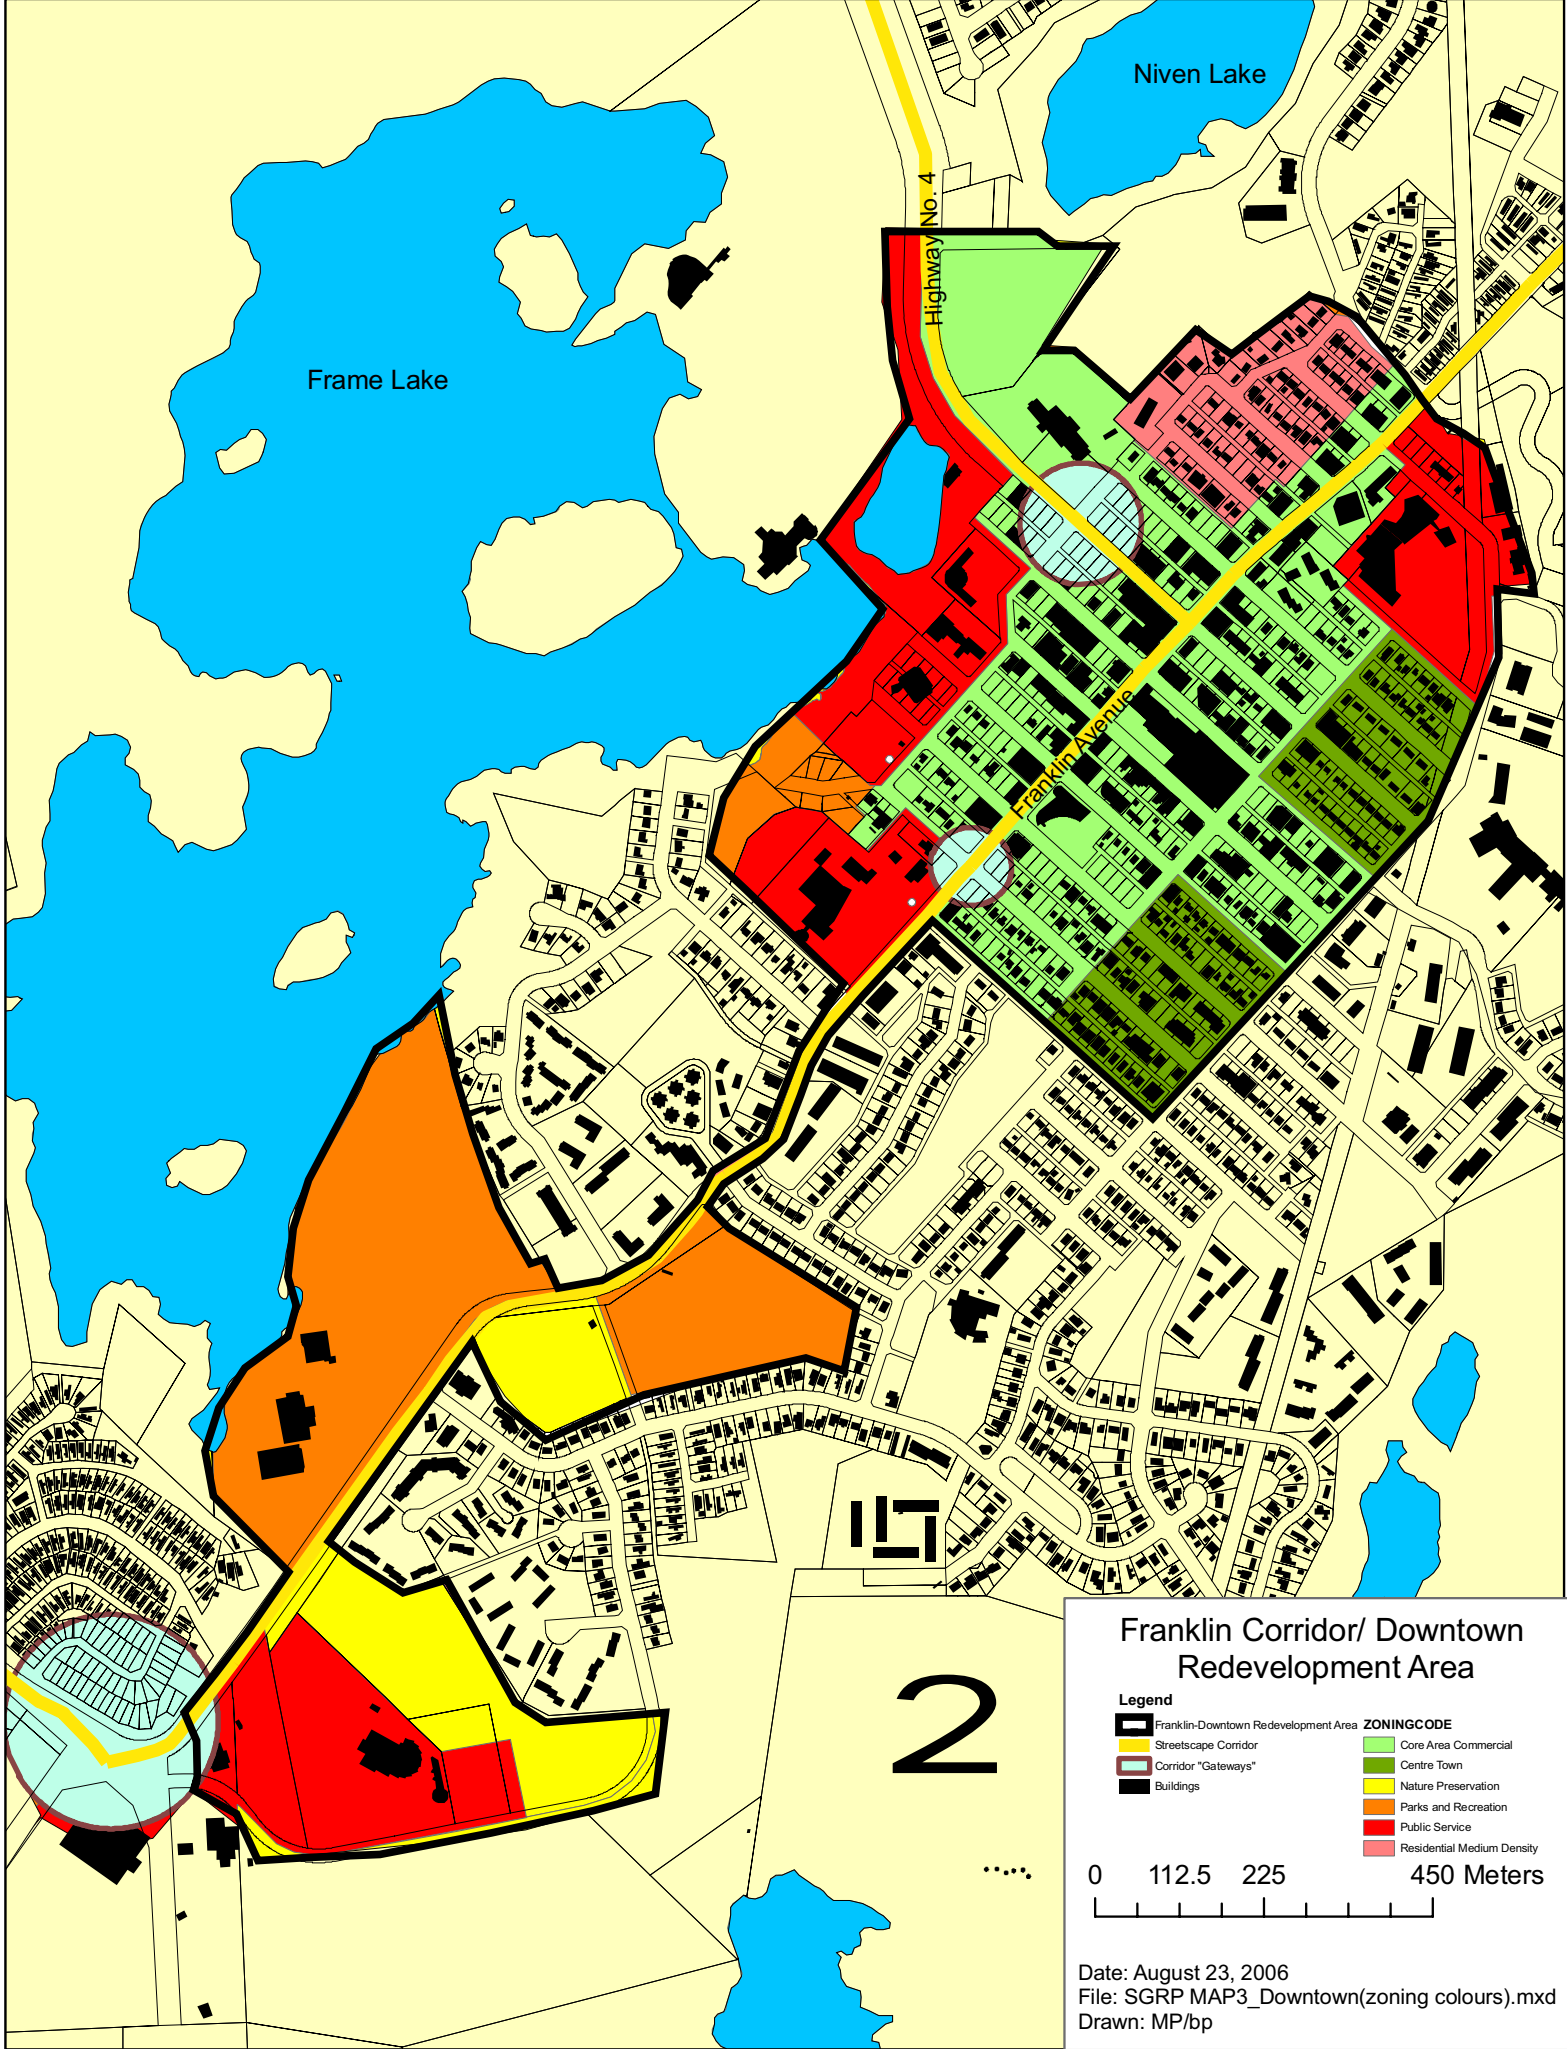 Niven Lake
Highway No. 4
Frame Lake
Franklin Avenue
2
Franklin Corridor/ Downtown
Redevelopment Area
Legend
Franklin-Downtown Redevelopment Area
Streetscape Corridor
Corridor "Gateways"
Buildings
ZONINGCODE
Core Area Commercial
Centre Town
Nature Preservation
Parks and Recreation
Public Service
Residential Medium Density
0 112.5 225 450 Meters
Date: August 23, 2006
File: SGRP MAP3_Downtown(zoning colours).mxd
Drawn: MP/bp